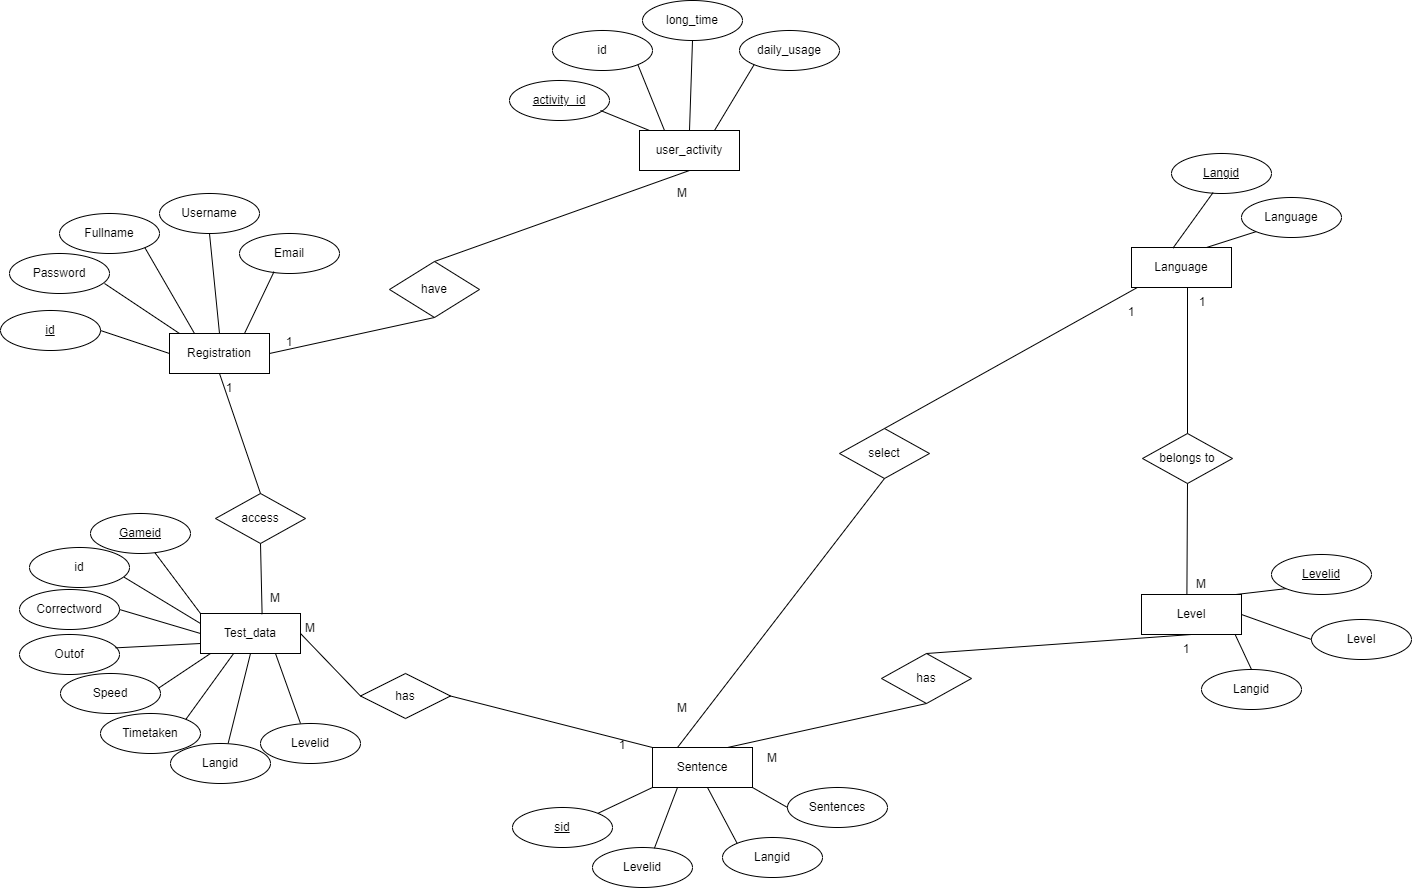 long_time
id
daily_usage
activity_id
user_activity
M
Langid
Language
Language
1
1
Username
Fullname
Email
Password
id
Registration
1
1
have
select
belongs to
access
Gameid
id
Correctword
Outof
Speed
Timetaken
Langid
Levelid
Test_data
M
M
has
1
M
Sentence
M
sid
Levelid
Langid
Sentences
has
1
M
Level
Levelid
Level
Langid